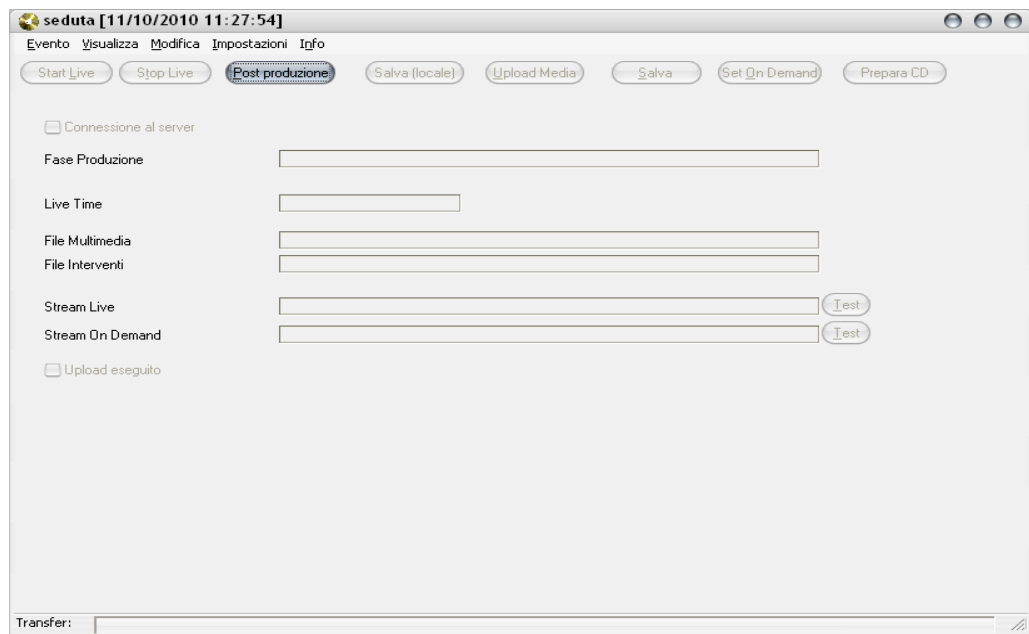 seduta [11/10/2010 11:27:54]
Evento Visualizza Modifica Impostazioni Info
Start Live Stop Live Post produzione Salva (locale) Upload Media Salva Set On Demand Prepara CD
Connessione al server
Fase Produzione
Live Time
File Multimedia
File Interventi
Stream Live Test
Stream On Demand Test
Upload eseguito
Transfer: